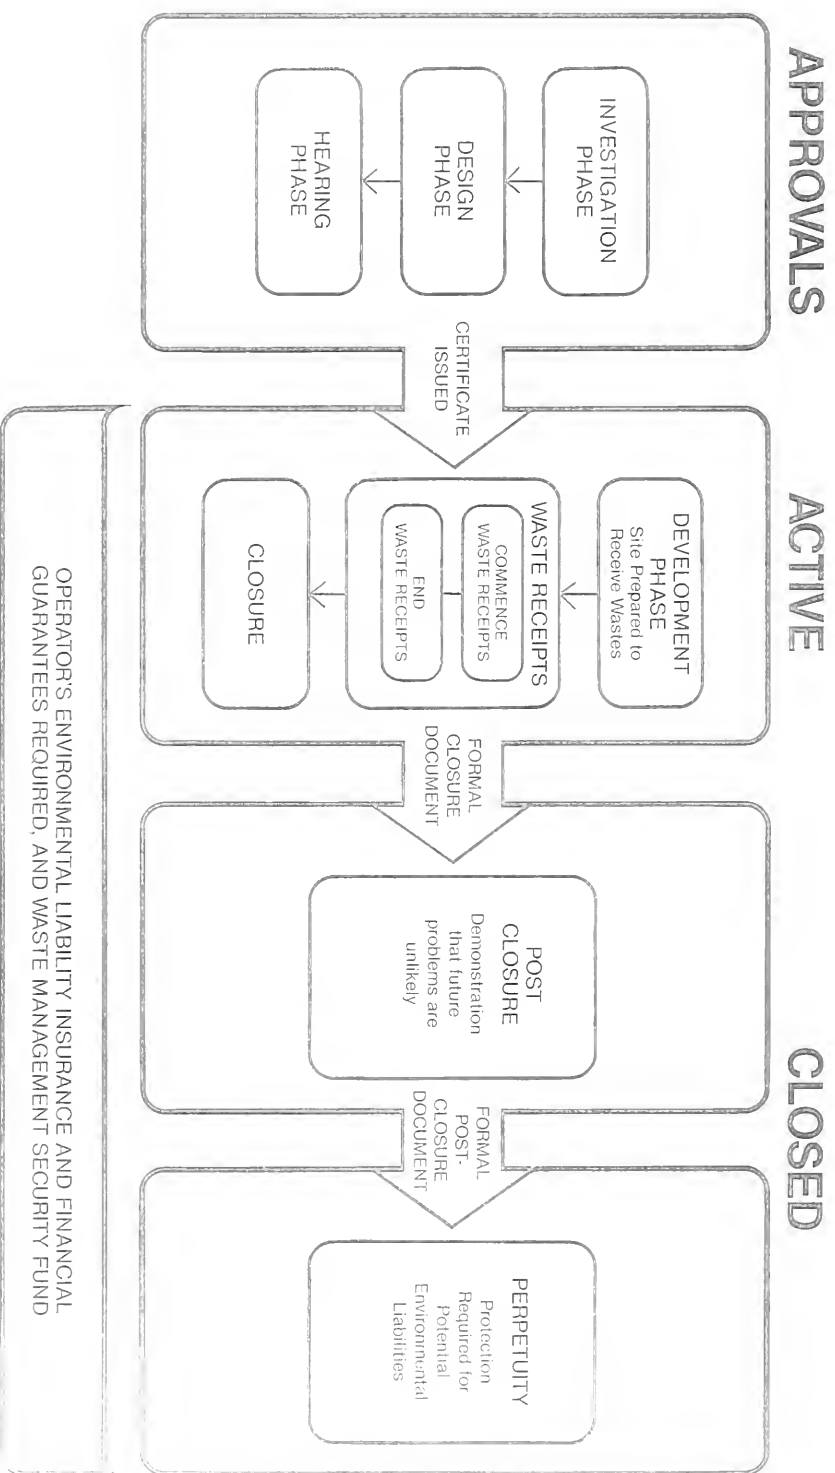 APPROVALS
INVESTIGATION
PHASE
DESIGN
PHASE
HEARING
PHASE
CERTIFICATE
ISSUED
ACTIVE
DEVELOPMENT
PHASE
Site Prepared to
Receive Wastes
WASTE RECEIPTS
COMMENCE
WASTE RECEIPTS
END
WASTE RECEIPTS
CLOSURE
FORMAL
CLOSURE
DOCUMENT
CLOSED
POST
CLOSURE
Demonstration
that future
problems are
unlikely
FORMAL
POST-
CLOSURE
DOCUMENT
PERPETUITY
Protection
Required for
Potential
Environmental
Liabilities
OPERATOR'S ENVIRONMENTAL LIABILITY INSURANCE AND FINANCIAL
GUARANTEES REQUIRED, AND WASTE MANAGEMENT SECURITY FUND